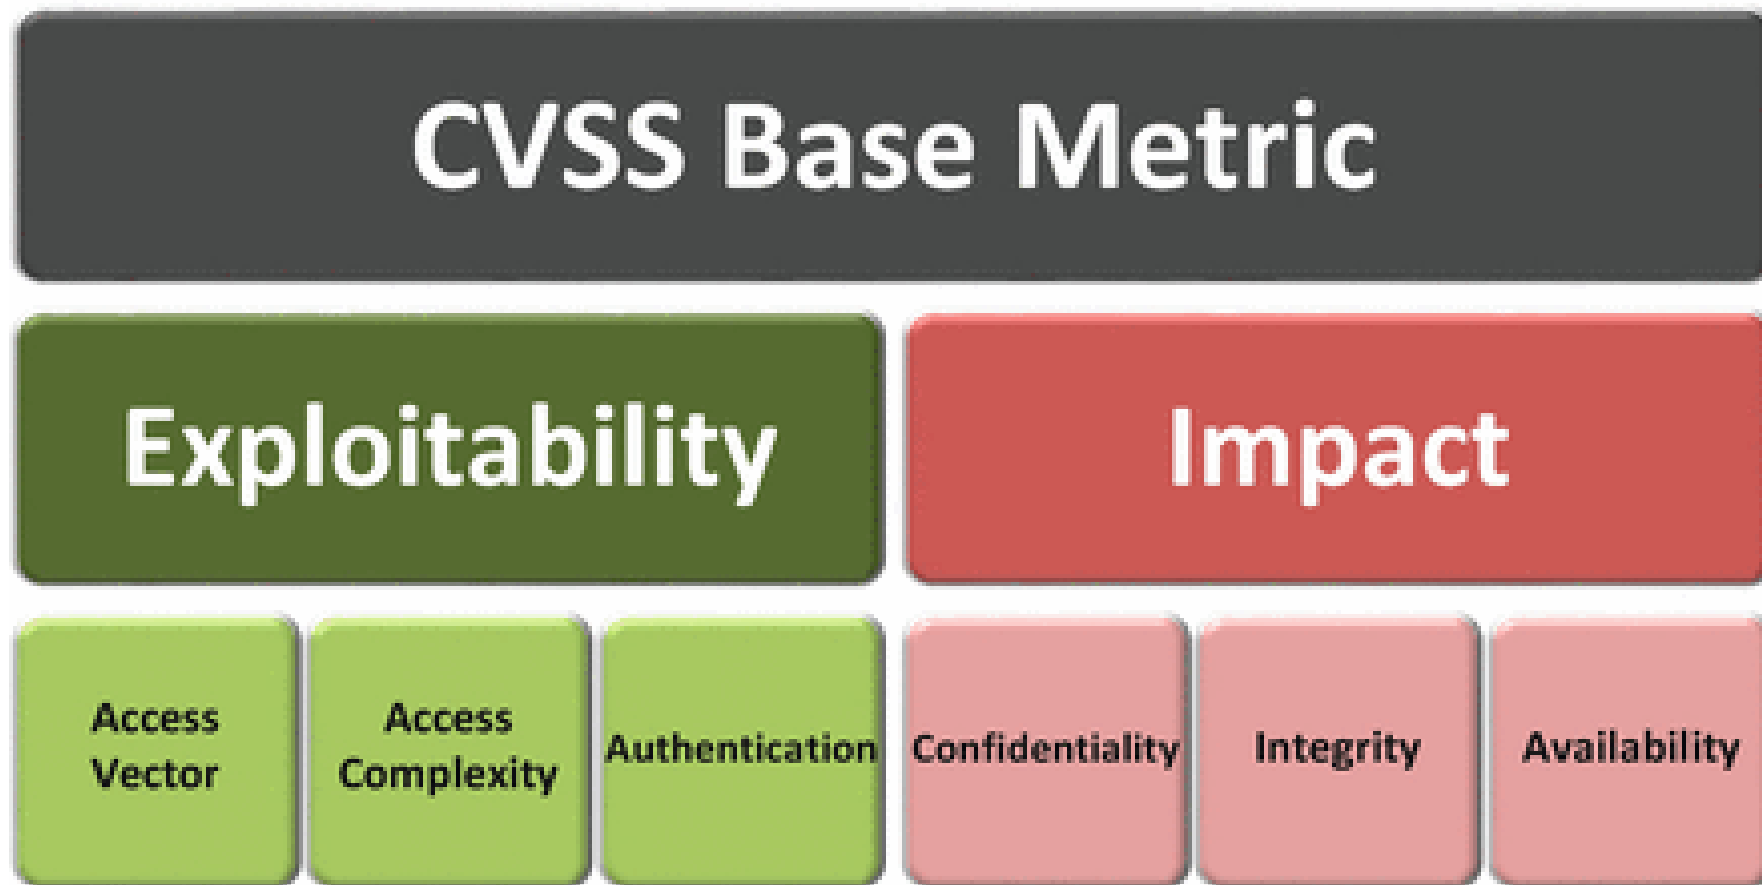 CVSS Base Metric
Exploitability
Impact
Access
Vector
Access
Complexity
Authentication
Confidentiality
Integrity
Availability